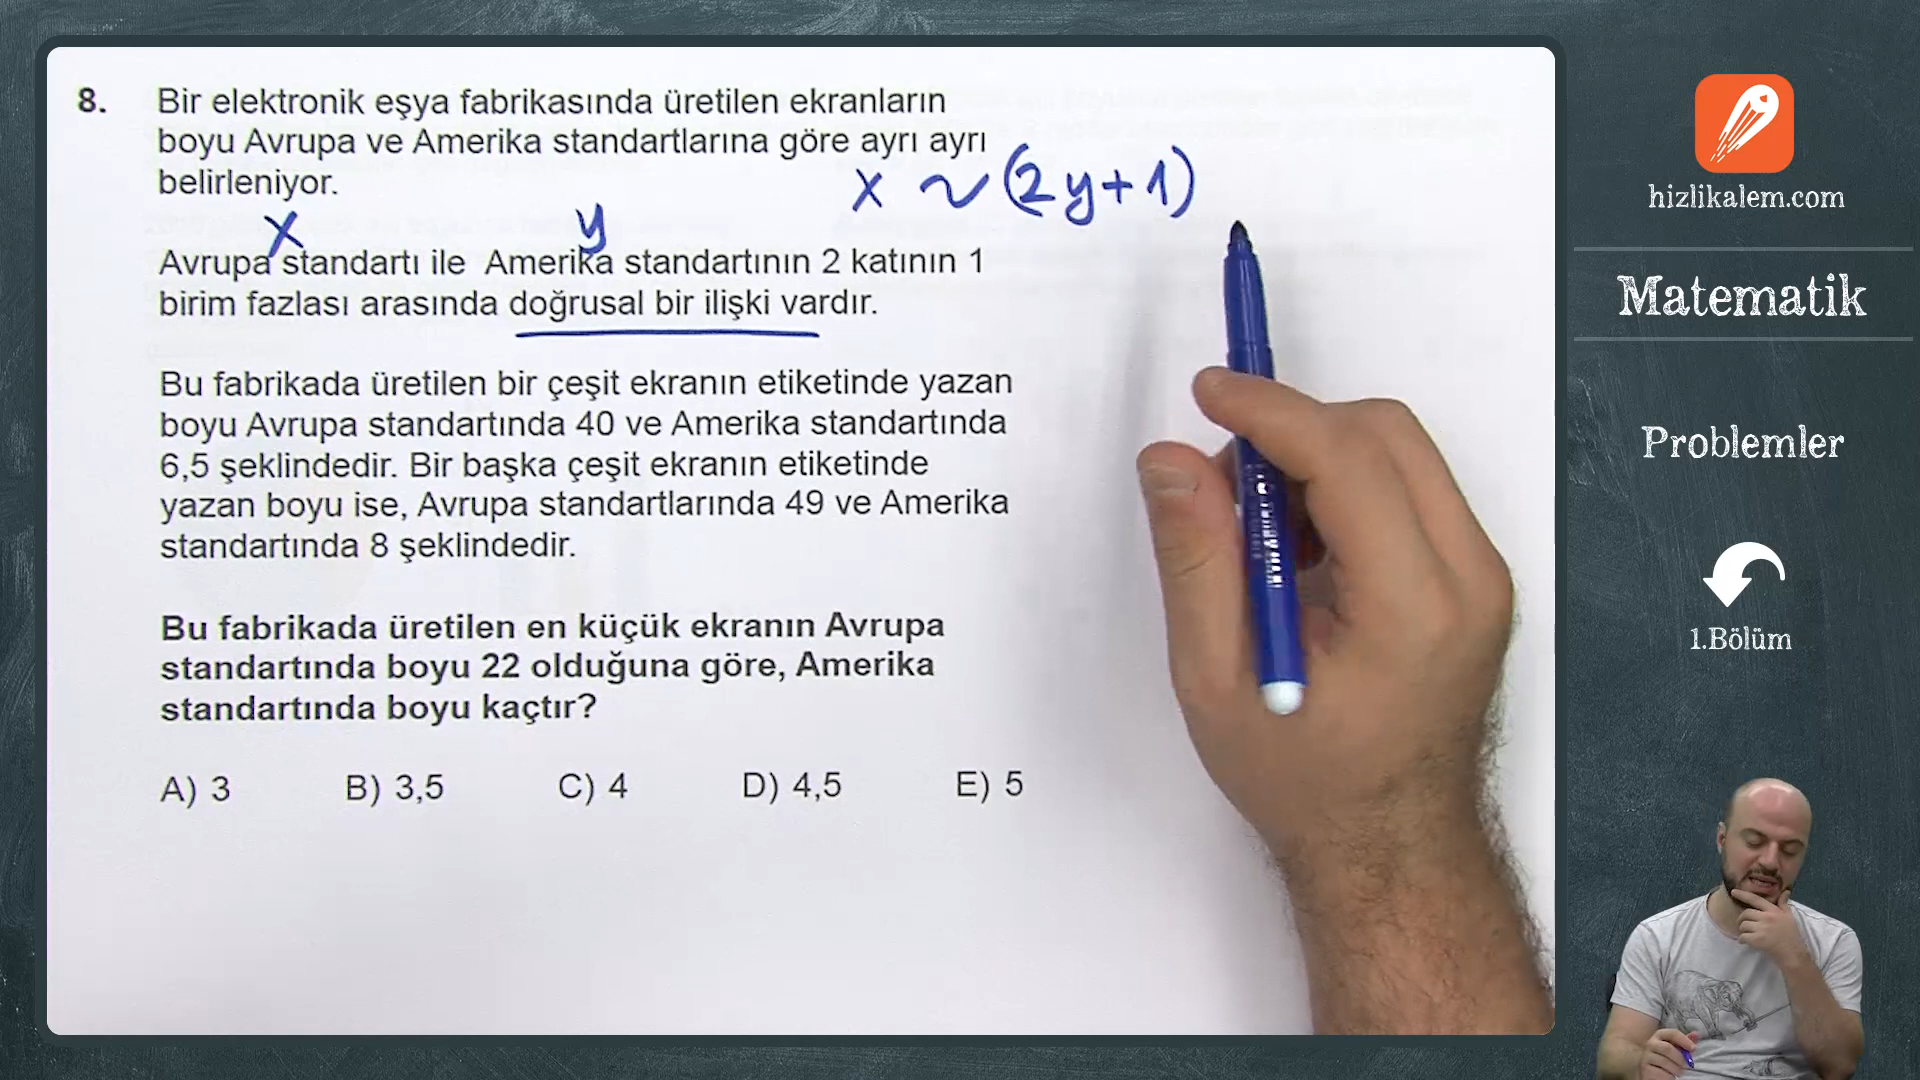 8. Bir elektronik eşya fabrikasında üretilen ekranların
boyu Avrupa ve Amerika standartlarına göre ayrı ayrı
belirleniyor.
x ~ (2y+1)
x y
Avrupa standartı ile Amerika standartının 2 katının 1
birim fazlası arasında doğrusal bir ilişki vardır.
Bu fabrikada üretilen bir çeşit ekranın etiketinde yazan
boyu Avrupa standartında 40 ve Amerika standartında
6,5 şeklindedir. Bir başka çeşit ekranın etiketinde
yazan boyu ise, Avrupa standartlarında 49 ve Amerika
standartında 8 şeklindedir.
Bu fabrikada üretilen en küçük ekranın Avrupa
standartında boyu 22 olduğuna göre, Amerika
standartında boyu kaçtır?
A) 3 B) 3,5 C) 4 D) 4,5 E) 5
hizlikalem.com
Matematik
Problemler
1.Bölüm